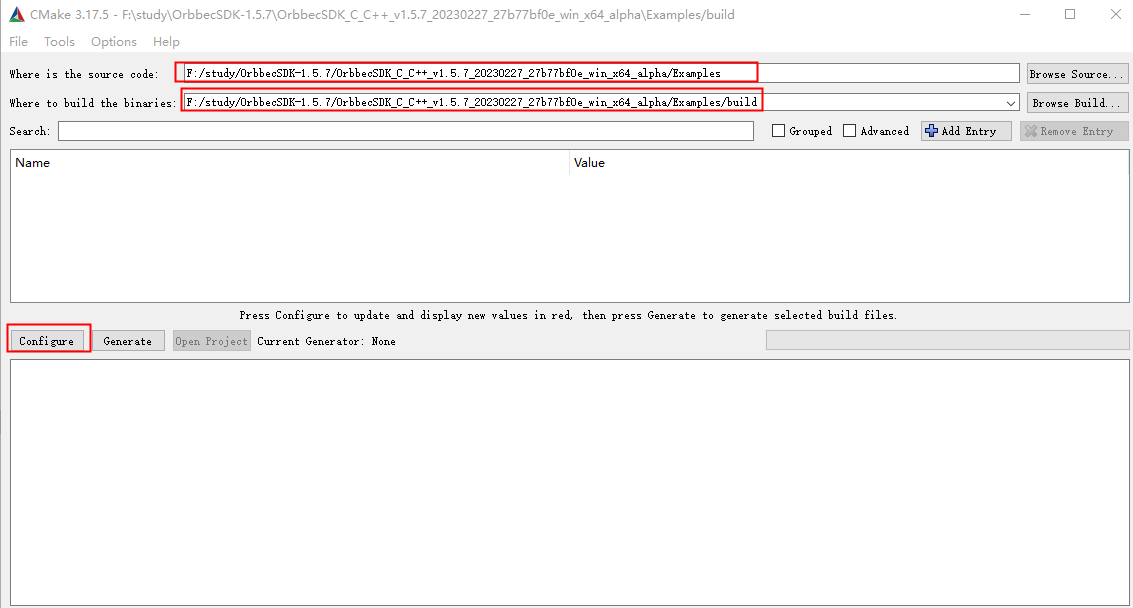 CMake 3.17.5 - F:\study\OrbbecSDK-1.5.7\OrbbecSDK_C_C++_v1.5.7_20230227_27b77bf0e_win_x64_alpha\Examples/build
File Tools Options Help
Where is the source code: F:/study/OrbbecSDK-1.5.7/OrbbecSDK_C_C++_v1.5.7_20230227_27b77bf0e_win_x64_alpha/Examples Browse Source...
Where to build the binaries: F:/study/OrbbecSDK-1.5.7/OrbbecSDK_C_C++_v1.5.7_20230227_27b77bf0e_win_x64_alpha/Examples/build Browse Build...
Search: Grouped Advanced Add Entry Remove Entry
Name Value
Press Configure to update and display new values in red, then press Generate to generate selected build files.
Configure Generate Open Project Current Generator: None